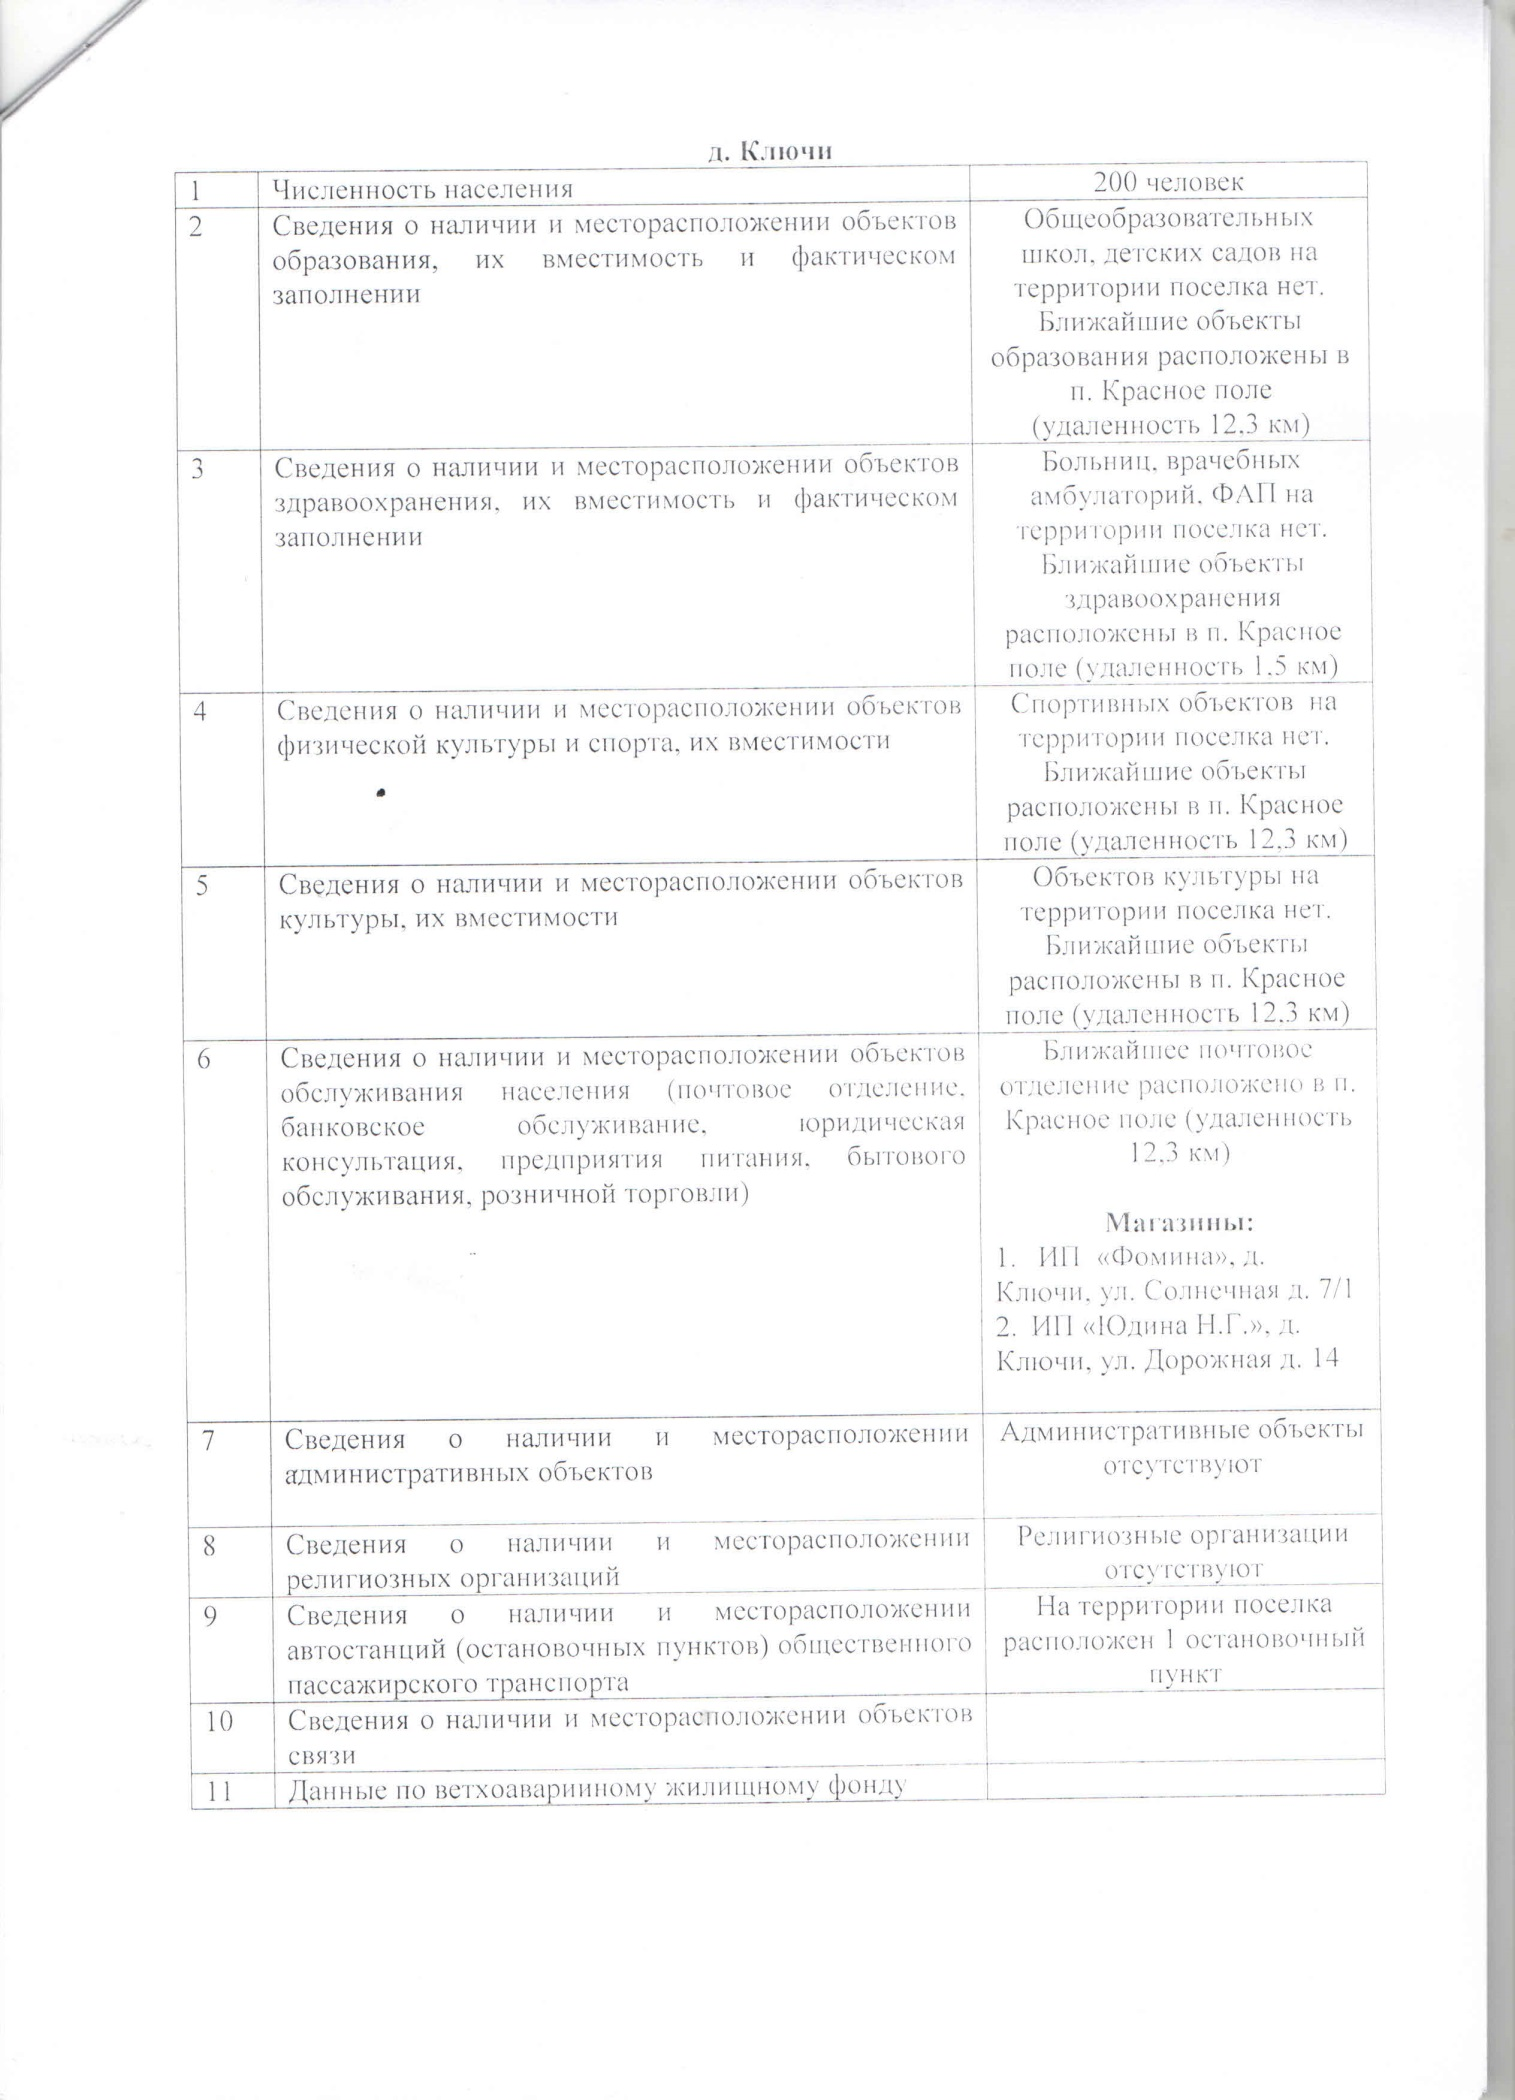 д. Ключи
1
Численность населения
200 человек
2
Сведения о наличии и месторасположении объектов
образования, их вместимость и фактическом
заполнении
Общеобразовательных
школ, детских садов на
территории поселка нет.
Ближайшие объекты
образования расположены в
п. Красное поле
(удаленность 12,3 км)
3
Сведения о наличии и месторасположении объектов
здравоохранения, их вместимость и фактическом
заполнении
Больниц, врачебных
амбулаторий, ФАП на
территории поселка нет.
Ближайшие объекты
здравоохранения
расположены в п. Красное
поле (удаленность 1,5 км)
4
Сведения о наличии и месторасположении объектов
физической культуры и спорта, их вместимости
Спортивных объектов на
территории поселка нет.
Ближайшие объекты
расположены в п. Красное
поле (удаленность 12,3 км)
5
Сведения о наличии и месторасположении объектов
культуры, их вместимости
Объектов культуры на
территории поселка нет.
Ближайшие объекты
расположены в п. Красное
поле (удаленность 12,3 км)
6
Сведения о наличии и месторасположении объектов
обслуживания населения (почтовое отделение,
банковское обслуживание, юридическая
консультация, предприятия питания, бытового
обслуживания, розничной торговли)
Ближайшее почтовое
отделение расположено в п.
Красное поле (удаленность
12,3 км)
Магазины:
1. ИП «Фомина», д.
Ключи, ул. Солнечная д. 7/1
2. ИП «Юдина Н.Г.», д.
Ключи, ул. Дорожная д. 14
7
Сведения о наличии и месторасположении
административных объектов
Административные объекты
отсутствуют
8
Сведения о наличии и месторасположении
религиозных организаций
Религиозные организации
отсутствуют
9
Сведения о наличии и месторасположении
автостанций (остановочных пунктов) общественного
пассажирского транспорта
На территории поселка
расположен 1 остановочный
пункт
10
Сведения о наличии и месторасположении объектов
связи
11
Данные по ветхоаварииному жилищному фонду